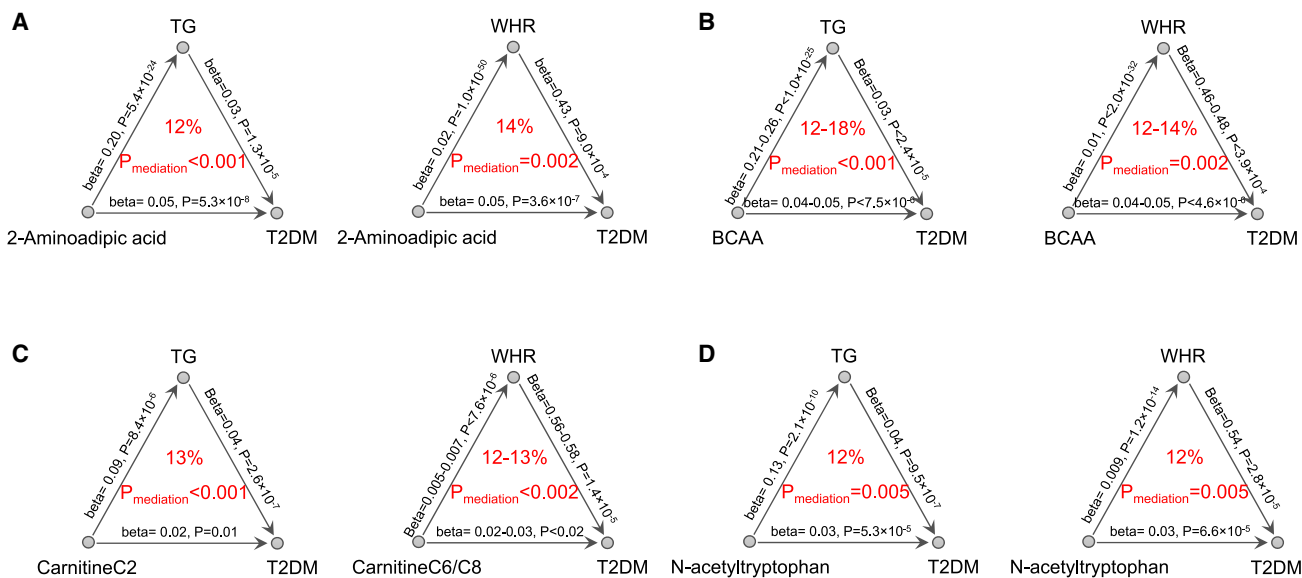 A
TG
beta= 0.20, P=5.4×10⁻²⁴
beta=0.03, P=1.3×10⁻⁵
12%
Pmediation<0.001
beta= 0.05, P=5.3×10⁻⁸
2-Aminoadipic acid
T2DM
WHR
beta= 0.02, P=1.0×10⁻⁵⁰
beta=0.43, P=9.0×10⁻⁴
14%
Pmediation=0.002
beta= 0.05, P=3.6×10⁻⁷
2-Aminoadipic acid
T2DM
B
TG
beta= 0.21-0.26, P<1.0×10⁻²⁵
Beta=0.03, P<2.4×10⁻⁵
12-18%
Pmediation<0.001
beta= 0.04-0.05, P<7.5×10
BCAA
T2DM
WHR
beta= 0.01, P<2.0×10⁻³²
Beta=0.46-0.48, P<3.9×10⁻⁴
12-14%
Pmediation=0.002
beta= 0.04-0.05, P<4.6×10
BCAA
T2DM
C
TG
beta= 0.09, P=8.4×10⁻⁶
Beta=0.04, P=2.6×10⁻⁷
13%
Pmediation<0.001
beta= 0.02, P=0.01
CarnitineC2
T2DM
WHR
Beta=0.005-0.007, P<7.6×10⁻⁶
Beta=0.56-0.58, P=1.4×10⁻⁵
12-13%
Pmediation<0.002
beta= 0.02-0.03, P<0.02
CarnitineC6/C8
T2DM
D
TG
beta= 0.13, P=2.1×10⁻¹⁰
Beta=0.04, P=9.5×10⁻⁷
12%
Pmediation=0.005
beta= 0.03, P=5.3×10⁻⁵
N-acetyltryptophan
T2DM
WHR
beta= 0.009, P=1.2×10⁻¹⁴
Beta=0.54, P=2.8×10⁻⁵
12%
Pmediation=0.005
beta= 0.03, P=6.6×10⁻⁵
N-acetyltryptophan
T2DM